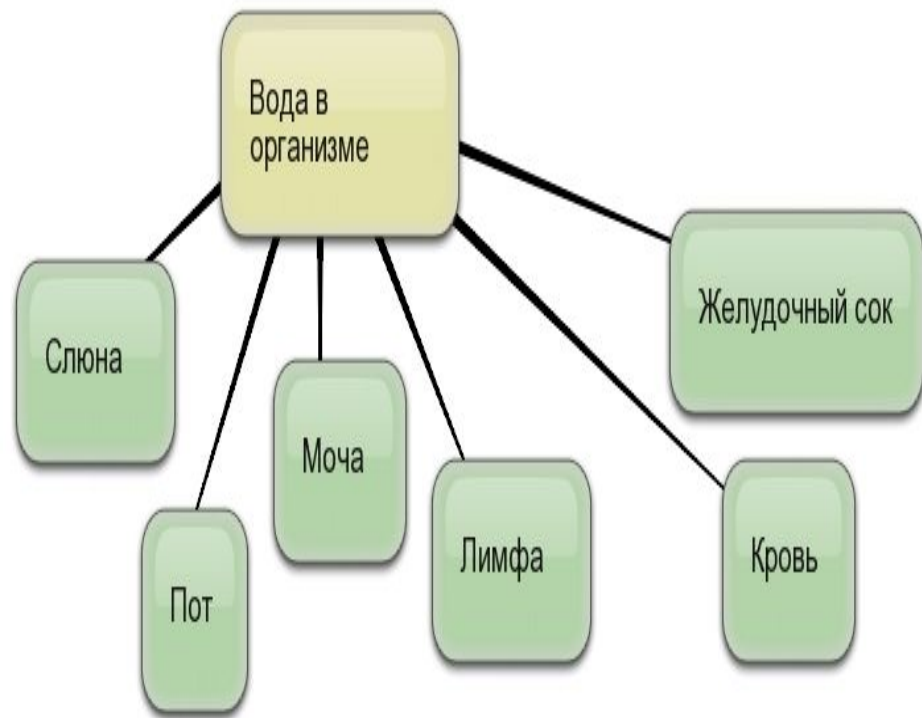 Вода в
организме
Желудочный сок
Слюна
Моча
Лимфа
Кровь
Пот